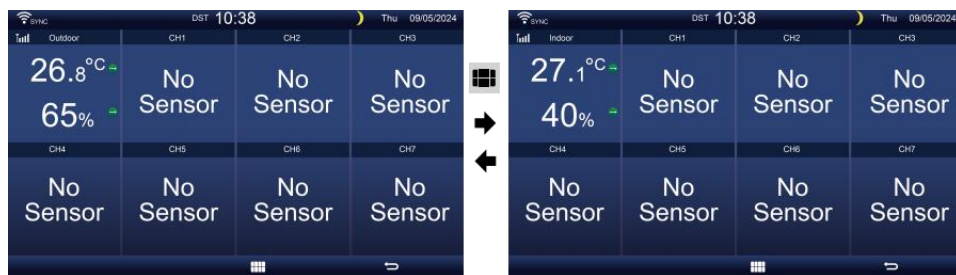 SYNC DST 10:38 Thu 09/05/2024
Outdoor CH1 CH2 CH3
26.8°C No Sensor No Sensor No Sensor
65%
CH4 CH5 CH6 CH7
No Sensor No Sensor No Sensor No Sensor
SYNC DST 10:38 Thu 09/05/2024
Indoor CH1 CH2 CH3
27.1°C No Sensor No Sensor No Sensor
40%
CH4 CH5 CH6 CH7
No Sensor No Sensor No Sensor No Sensor